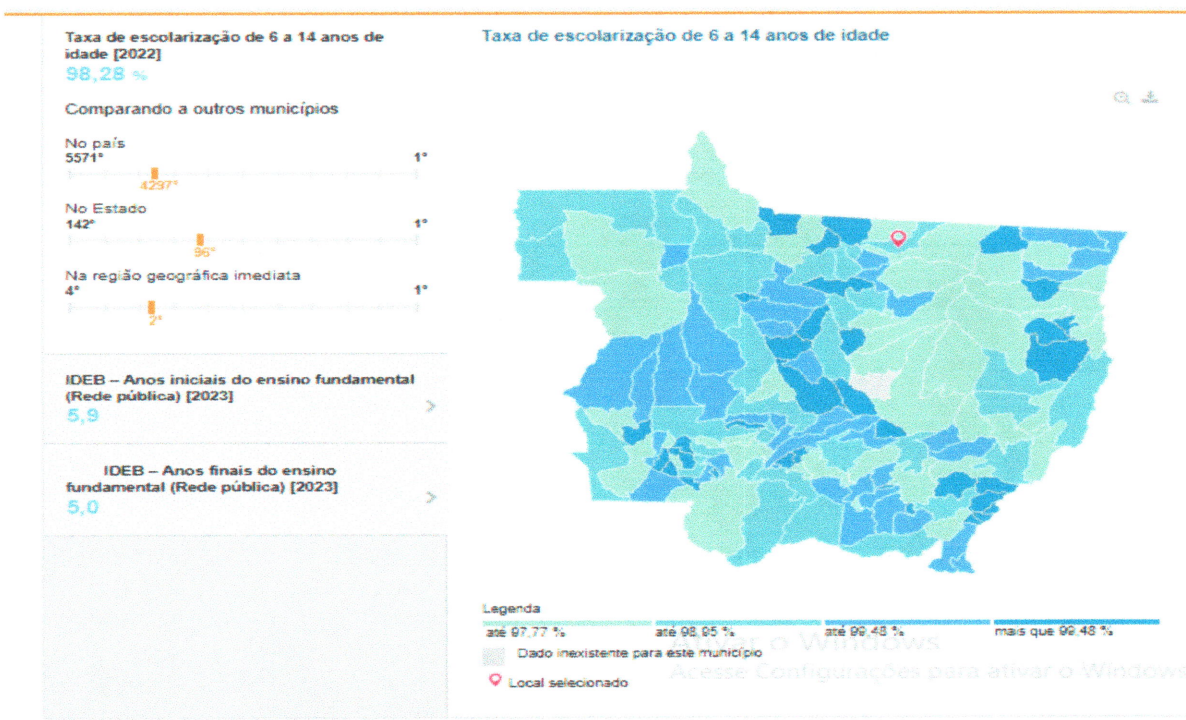 Taxa de escolarização de 6 a 14 anos de
idade [2022]
98,28 %
Comparando a outros municípios
No país
5571°
1°
4297°
No Estado
142°
1°
96°
Na região geográfica imediata
4°
1°
2°
IDEB – Anos iniciais do ensino fundamental
(Rede pública) [2023]
5,9
IDEB – Anos finais do ensino
fundamental (Rede pública) [2023]
5,0
Taxa de escolarização de 6 a 14 anos de idade
Legenda
até 97,77 %
até 98,95 %
até 99,48 %
mais que 99,48 %
Dado inexistente para este município
Local selecionado
Ativar o Windows
Acesse Configurações para ativar o Windows